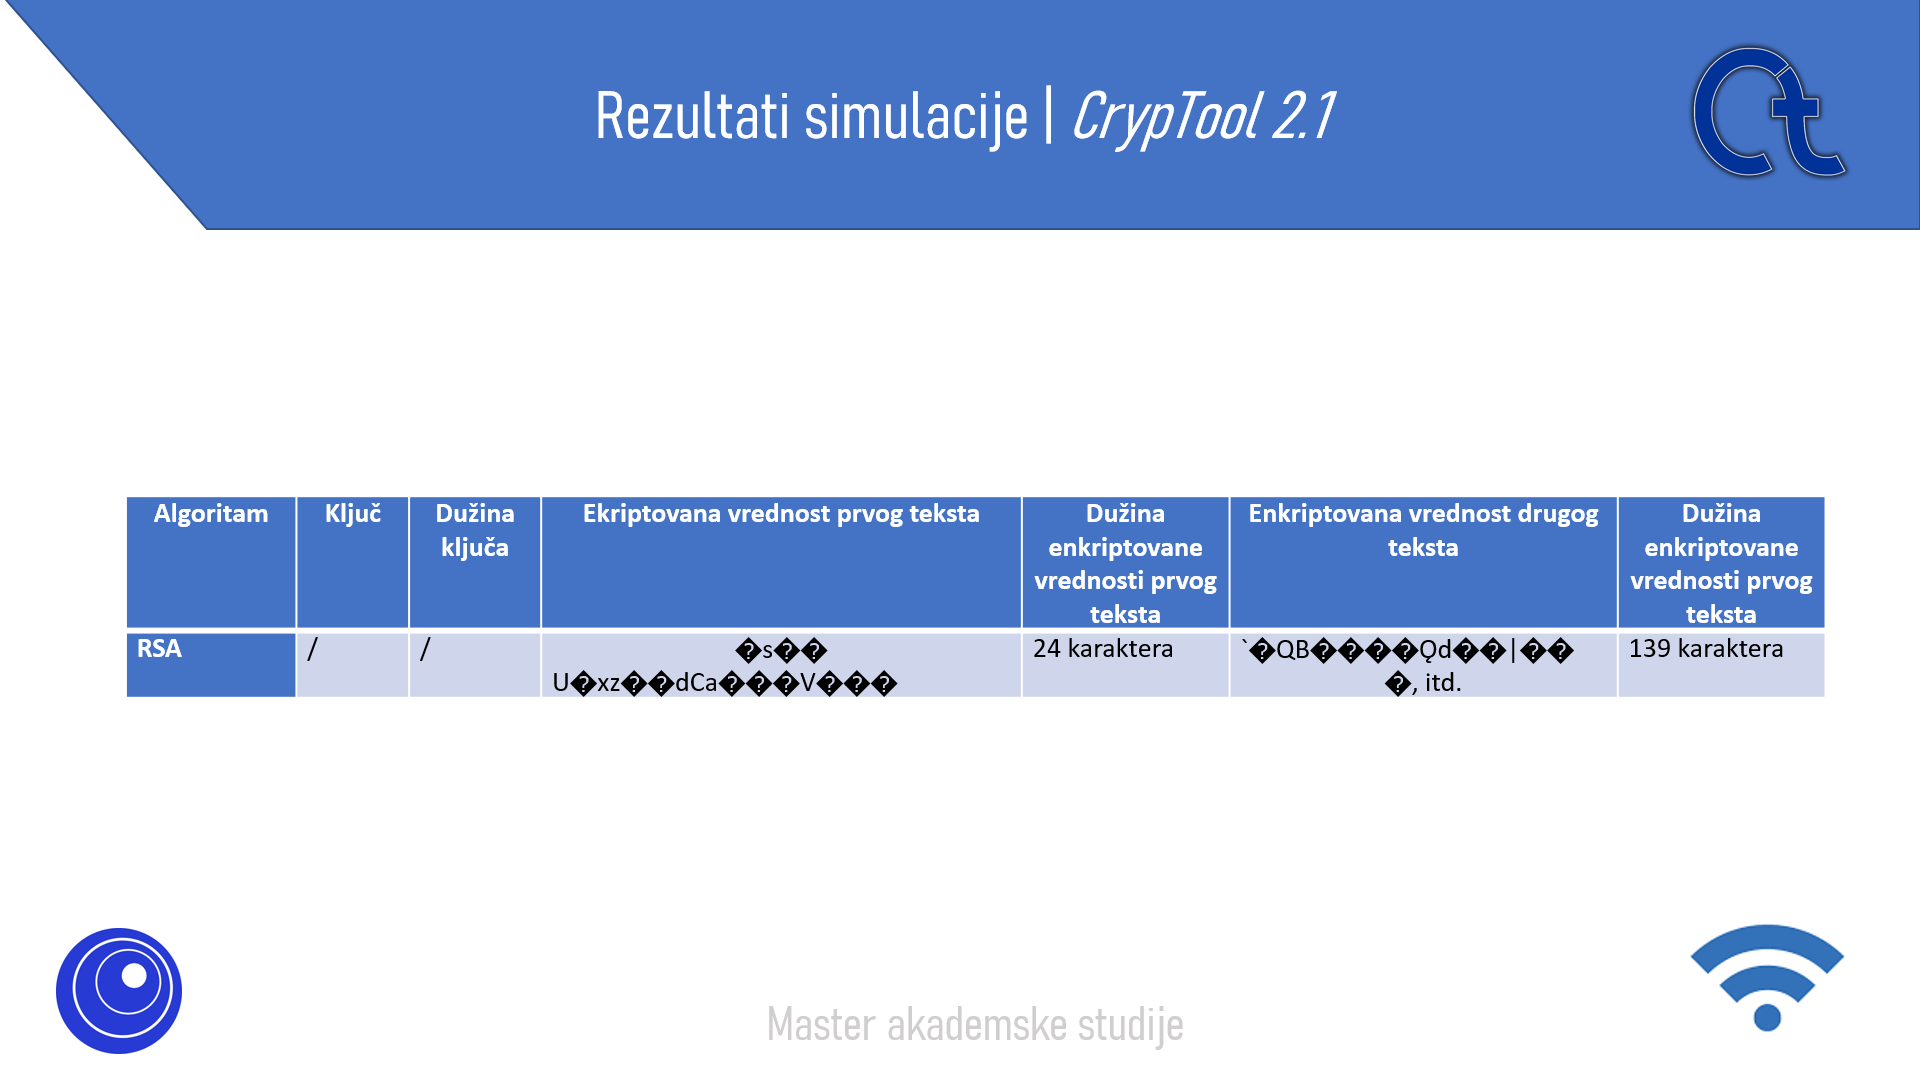 Rezultati simulacije | CrypTool 2.1
Algoritam
Ključ
Dužina
ključa
Ekriptovana vrednost prvog teksta
Dužina
enkriptovane
vrednosti prvog
teksta
Enkriptovana vrednost drugog
teksta
Dužina
enkriptovane
vrednosti prvog
teksta
RSA
/
/
�s��
U�xz��dCa���V���
24 karaktera
`�QB����Qd��|��
�, itd.
139 karaktera
Master akademske studije